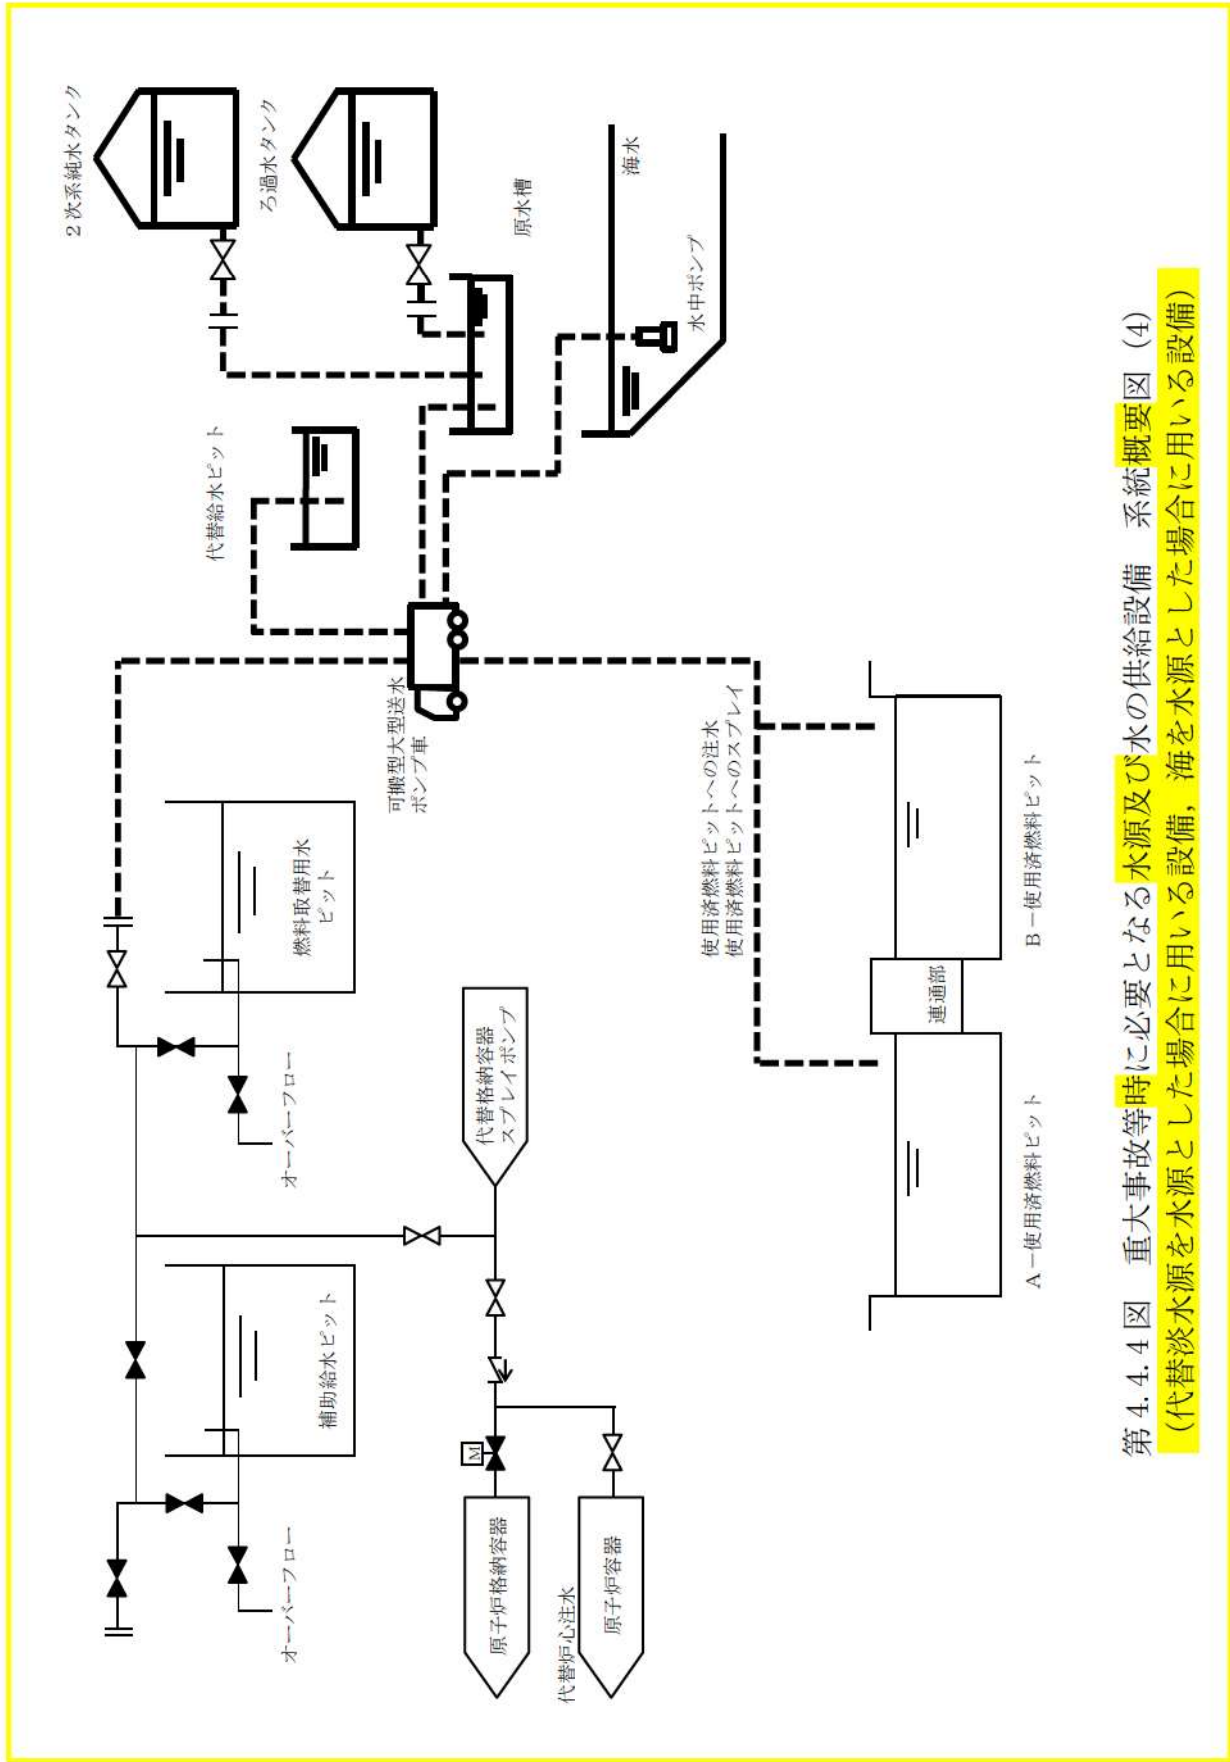 2次系純水タンク
ろ過水タンク
原水槽
海水
水中ポンプ
代替給水ピット
可搬型大型送水
ポンプ車
燃料取替用水
ピット
オーバーフロー
補助給水ピット
オーバーフロー
代替格納容器
スプレイポンプ
M
原子炉格納容器
代替炉心注水
原子炉容器
使用済燃料ピットへの注水
使用済燃料ピットへのスプレイ
連通部
A-使用済燃料ピット
B-使用済燃料ピット
第4.4.4図 重大事故等時に必要となる水源及び水の供給設備 系統概要図 (4)
(代替淡水源を水源とした場合に用いる設備,海を水源とした場合に用いる設備)